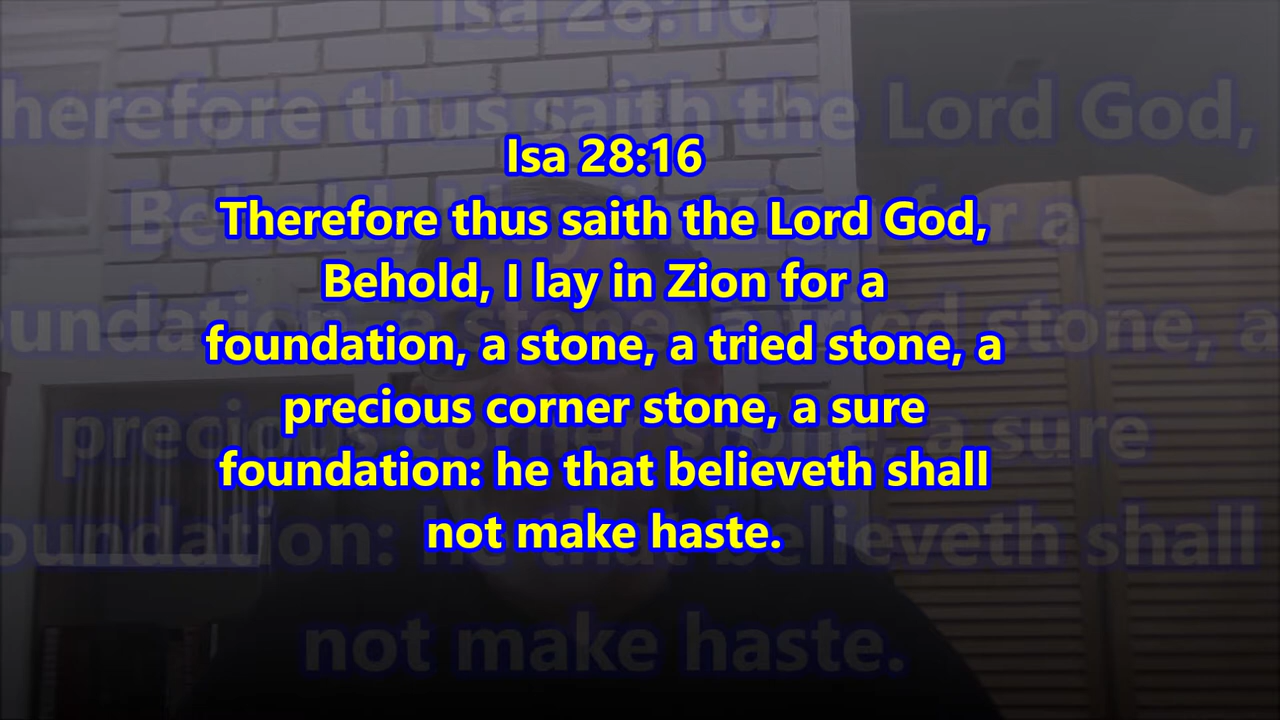 Isa 28:16
Therefore thus saith the Lord God,
Behold, I lay in Zion for a
foundation, a stone, a tried stone, a
precious corner stone, a sure
foundation: he that believeth shall
not make haste.